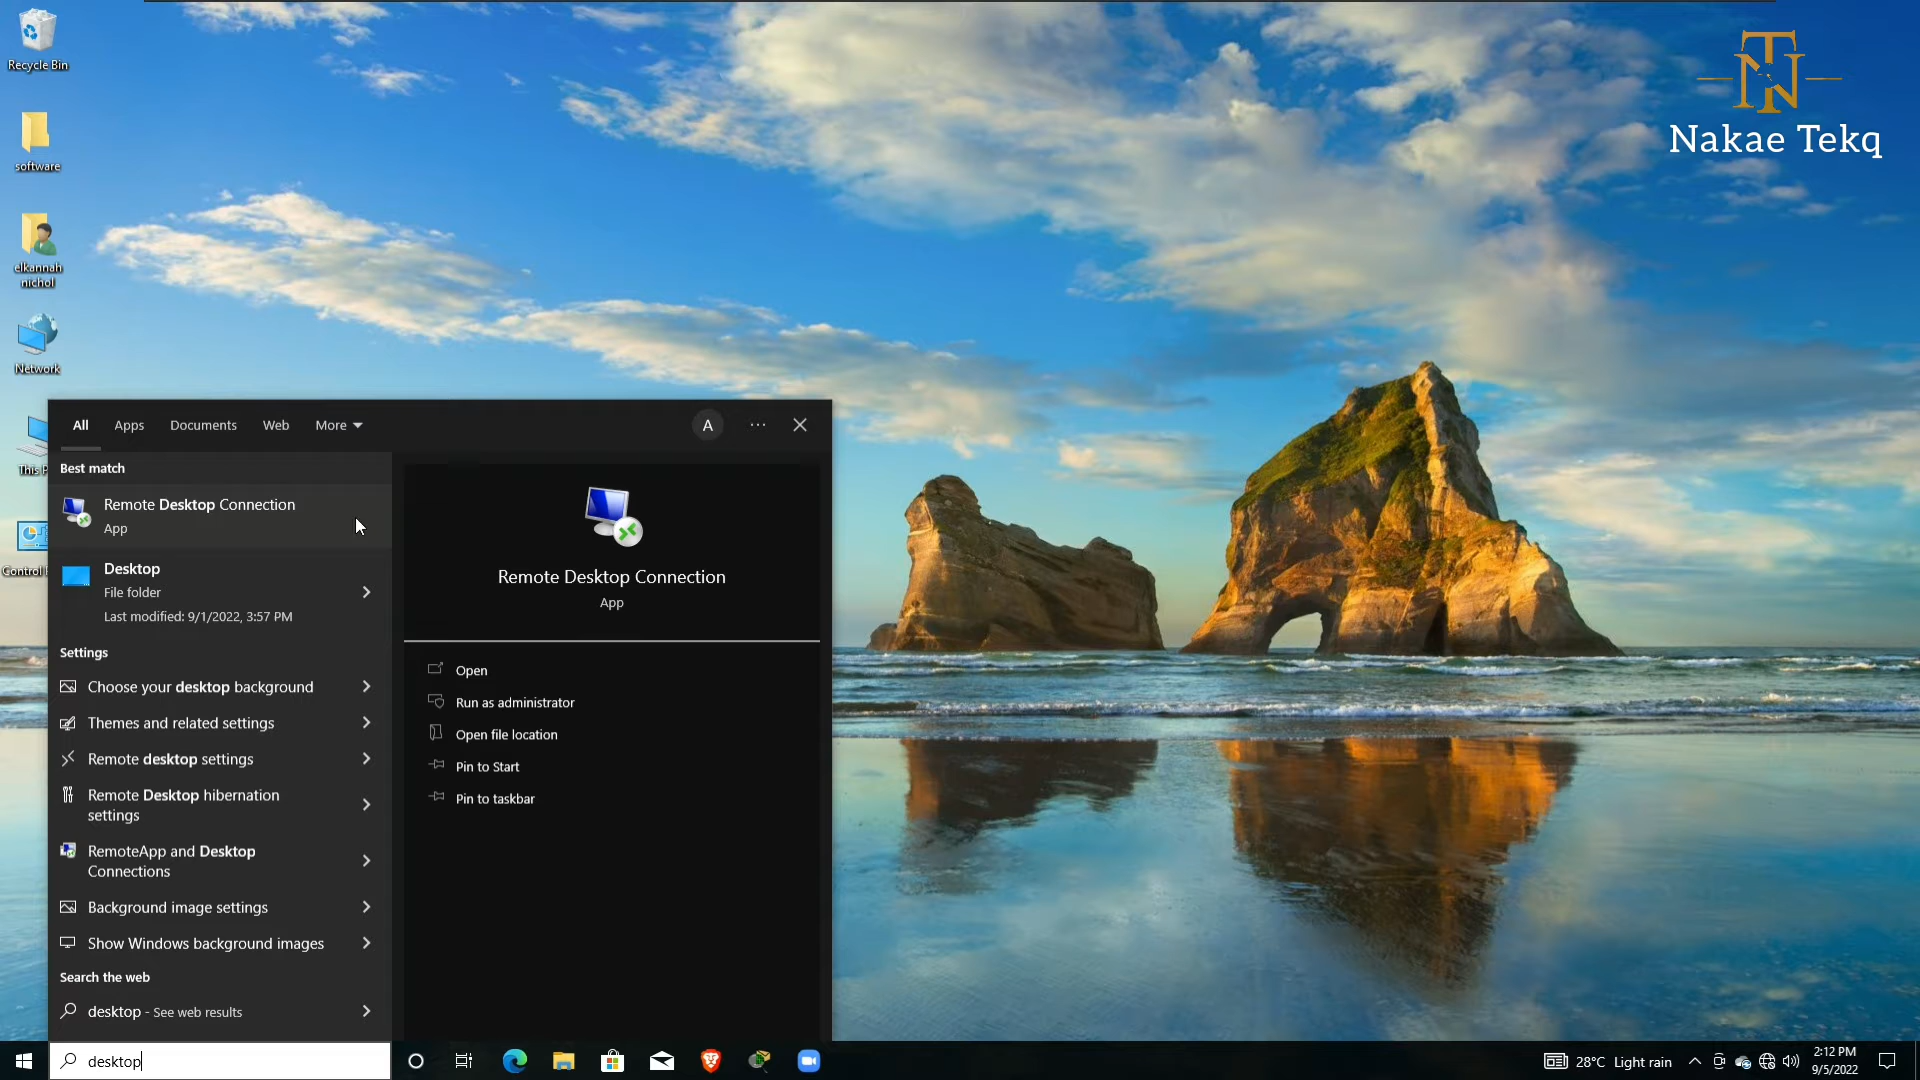 Recycle Bin
software
elkannah
nichol
Network
This P
Control
TN
Nakae Tekq
All
Apps
Documents
Web
More
A
Best match
Remote Desktop Connection
App
Desktop
File folder
Last modified: 9/1/2022, 3:57 PM
Settings
Choose your desktop background
Themes and related settings
Remote desktop settings
Remote Desktop hibernation
settings
RemoteApp and Desktop
Connections
Background image settings
Show Windows background images
Search the web
desktop - See web results
Remote Desktop Connection
App
Open
Run as administrator
Open file location
Pin to Start
Pin to taskbar
desktop
28°C Light rain
2:12 PM
9/5/2022